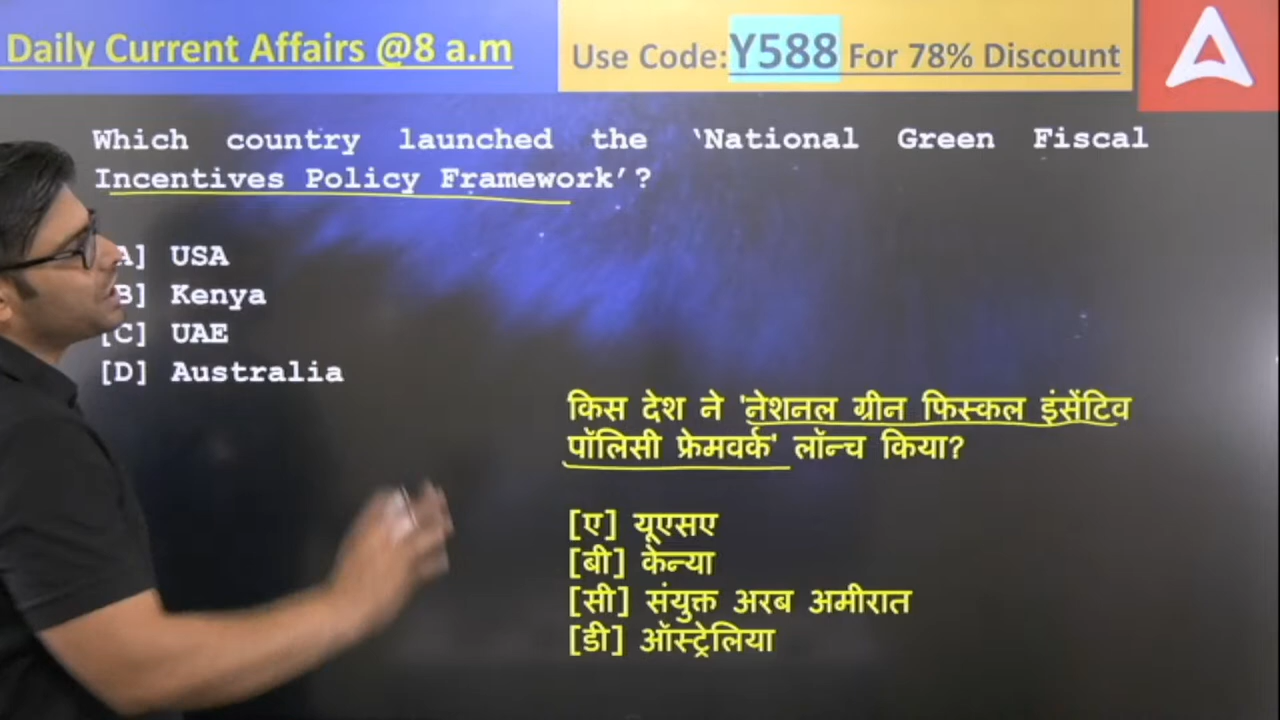 Daily Current Affairs @8 a.m
Use Code:Y588 For 78% Discount
Which country launched the ‘National Green Fiscal
Incentives Policy Framework’?
A] USA
B] Kenya
[C] UAE
[D] Australia
किस देश ने 'नेशनल ग्रीन फिस्कल इंसेंटिव
पॉलिसी फ्रेमवर्क' लॉन्च किया?
[ए] यूएसए
[बी] केन्या
[सी] संयुक्त अरब अमीरात
[डी] ऑस्ट्रेलिया